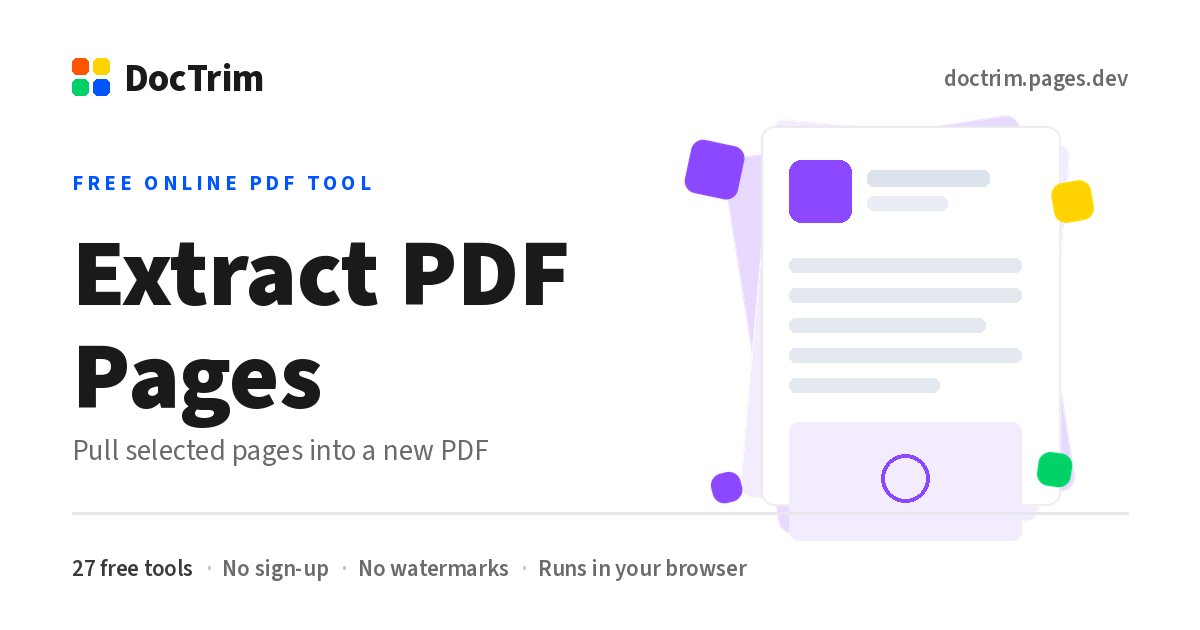 DocTrim
doctrim.pages.dev
FREE ONLINE PDF TOOL
Extract PDF
Pages
Pull selected pages into a new PDF
27 free tools · No sign-up · No watermarks · Runs in your browser